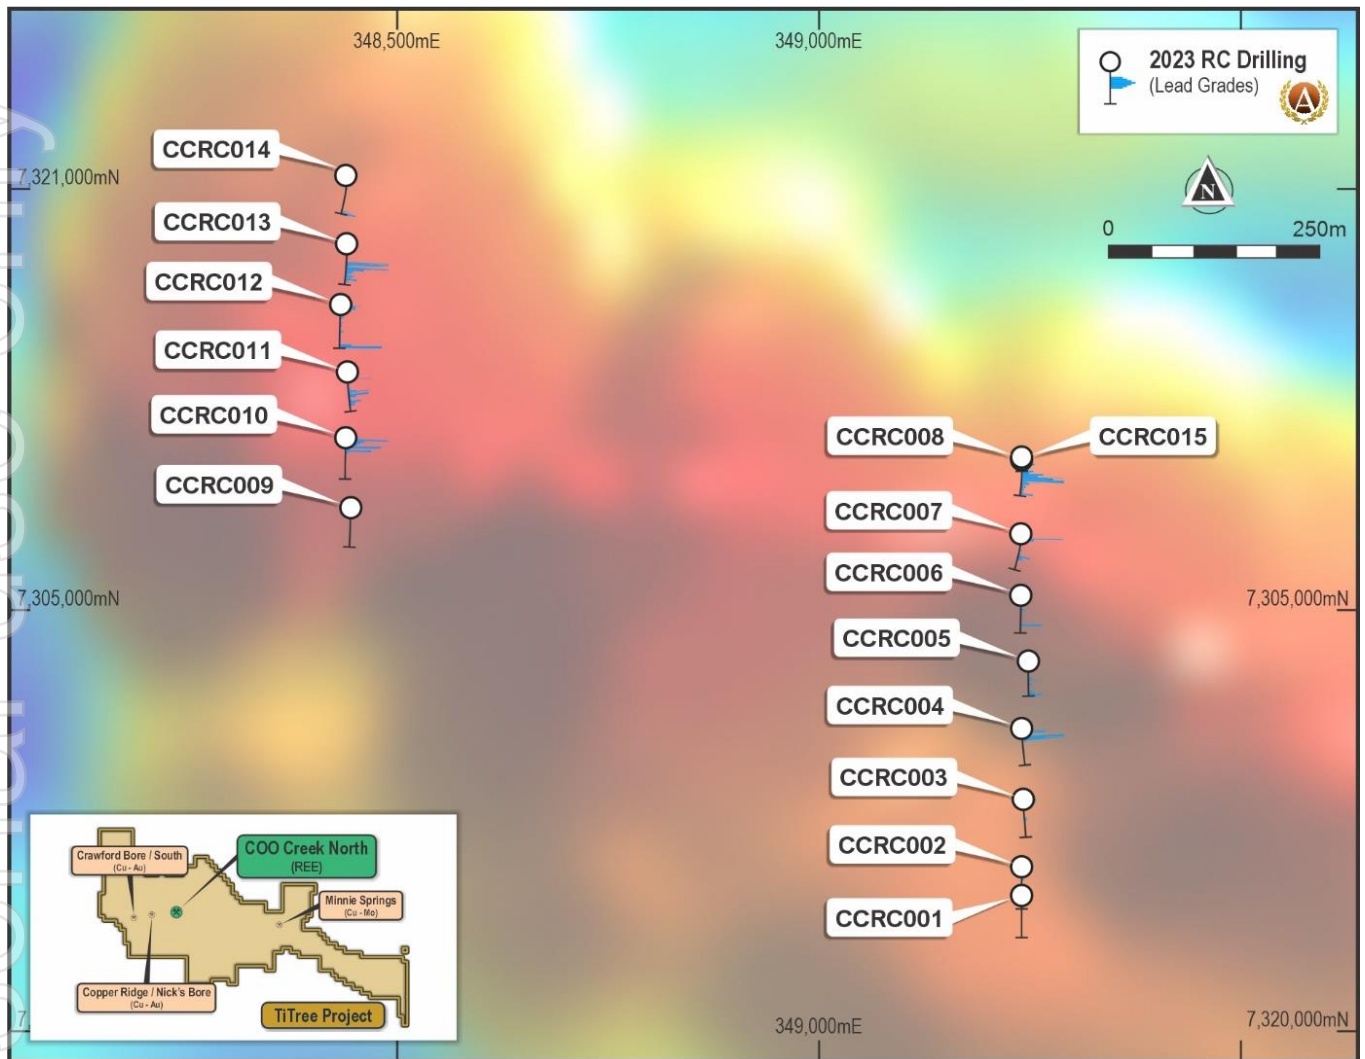 348,500mE
349,000mE
2023 RC Drilling
(Lead Grades)
A
N
0 250m
7,321,000mN
CCRC014
CCRC013
CCRC012
CCRC011
CCRC010
CCRC009
CCRC008
CCRC015
CCRC007
CCRC006
7,305,000mN
7,305,000mN
CCRC005
CCRC004
CCRC003
CCRC002
CCRC001
Crawford Bore / South
(Cu - Au)
COO Creek North
(REE)
Minnie Springs
(Cu - Mo)
Copper Ridge / Nick's Bore
(Cu - Au)
TiTree Project
349,000mE
7,320,000mN